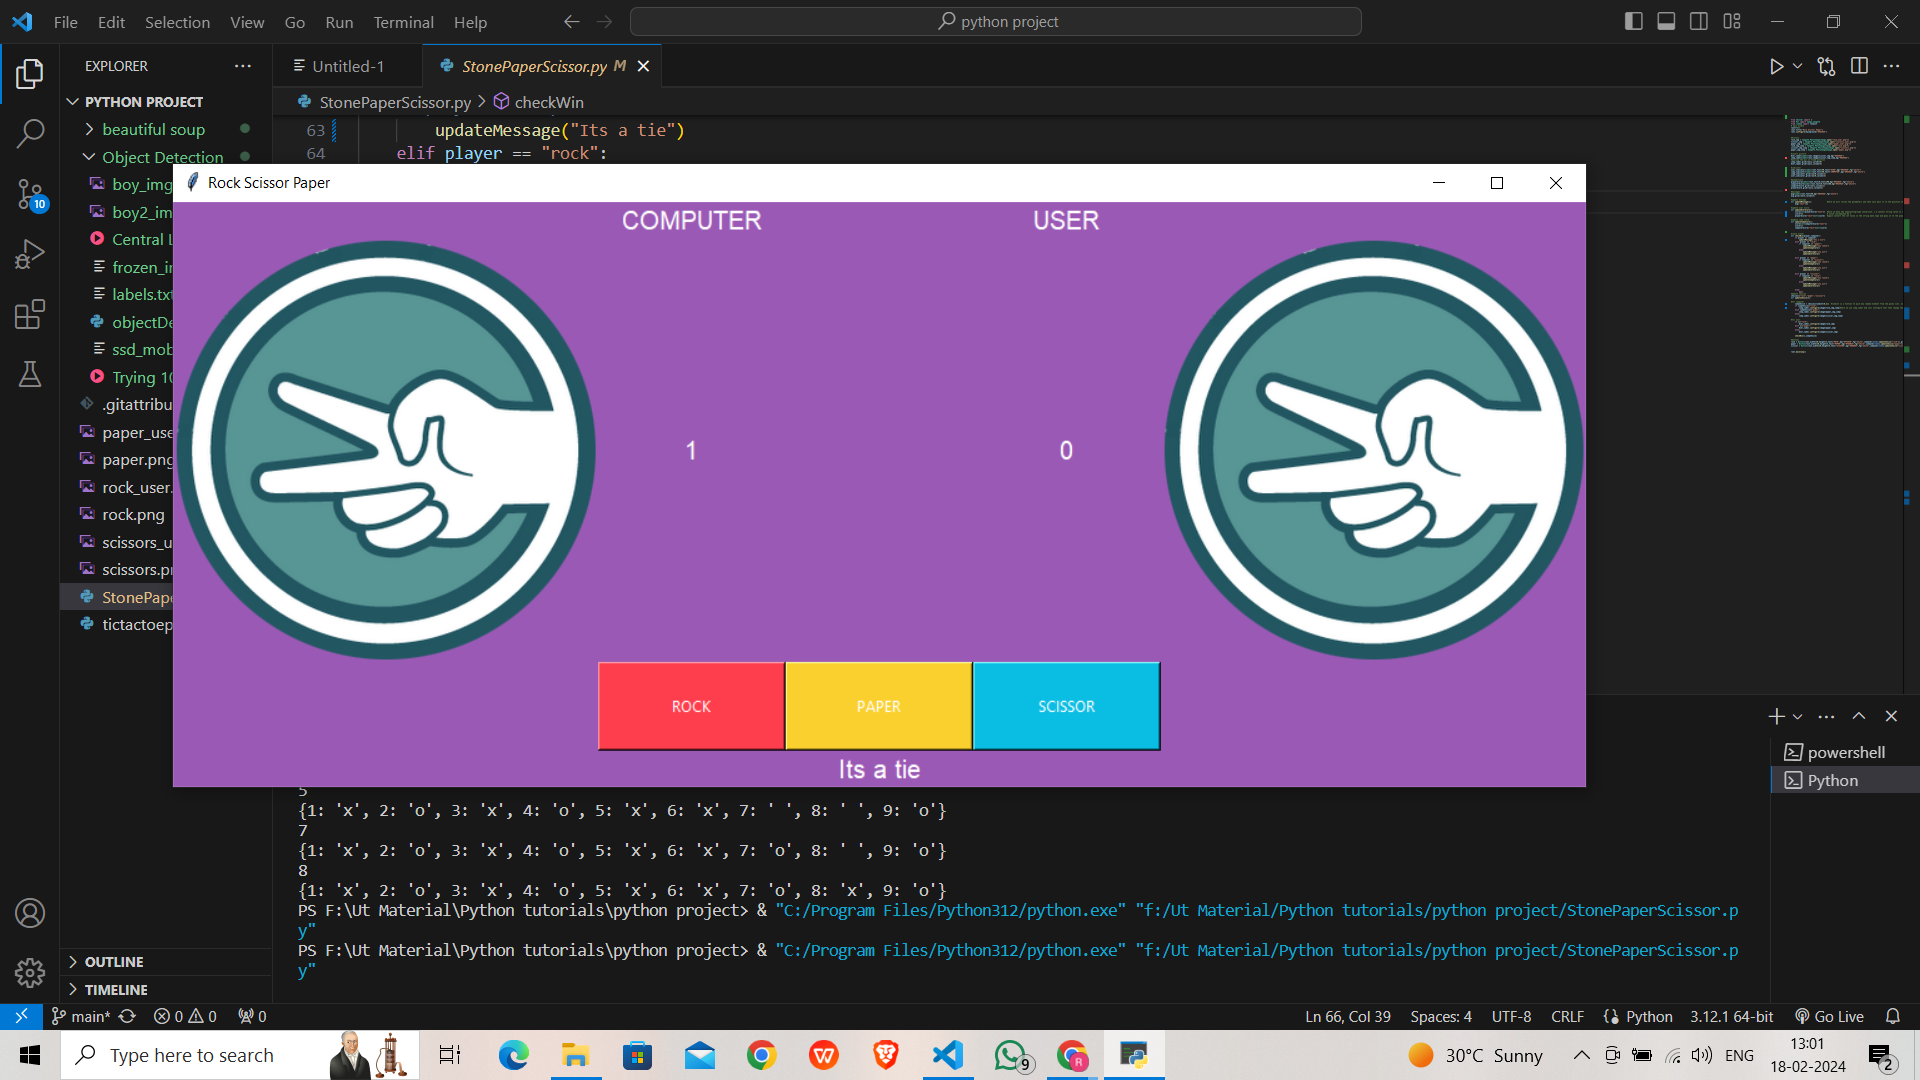 File Edit Selection View Go Run Terminal Help
python project
EXPLORER
Untitled-1
StonePaperScissor.py M
PYTHON PROJECT
StonePaperScissor.py > checkWin
beautiful soup
63 updateMessage("Its a tie")
Object Detection
64 elif player == "rock":
boy_img
Rock Scissor Paper
boy2_im
COMPUTER USER
Central L
frozen_in
labels.txt
objectDe
ssd_mob
Trying 10
.gitattribu
paper_use
1 0
paper.png
rock_user.
rock.png
scissors_u
scissors.pn
StonePape
tictactoep
10
ROCK PAPER SCISSOR
Its a tie
powershell
Python
5
{1: 'x', 2: 'o', 3: 'x', 4: 'o', 5: 'x', 6: 'x', 7: ' ', 8: ' ', 9: 'o'}
7
{1: 'x', 2: 'o', 3: 'x', 4: 'o', 5: 'x', 6: 'x', 7: 'o', 8: ' ', 9: 'o'}
8
{1: 'x', 2: 'o', 3: 'x', 4: 'o', 5: 'x', 6: 'x', 7: 'o', 8: 'x', 9: 'o'}
PS F:\Ut Material\Python tutorials\python project> & "C:/Program Files/Python312/python.exe" "f:/Ut Material/Python tutorials/python project/StonePaperScissor.p
y"
PS F:\Ut Material\Python tutorials\python project> & "C:/Program Files/Python312/python.exe" "f:/Ut Material/Python tutorials/python project/StonePaperScissor.p
y"
OUTLINE
TIMELINE
main* 0 0 0
Ln 66, Col 39 Spaces: 4 UTF-8 CRLF Python 3.12.1 64-bit Go Live
Type here to search
9
R
30°C Sunny
ENG
13:01
18-02-2024
2